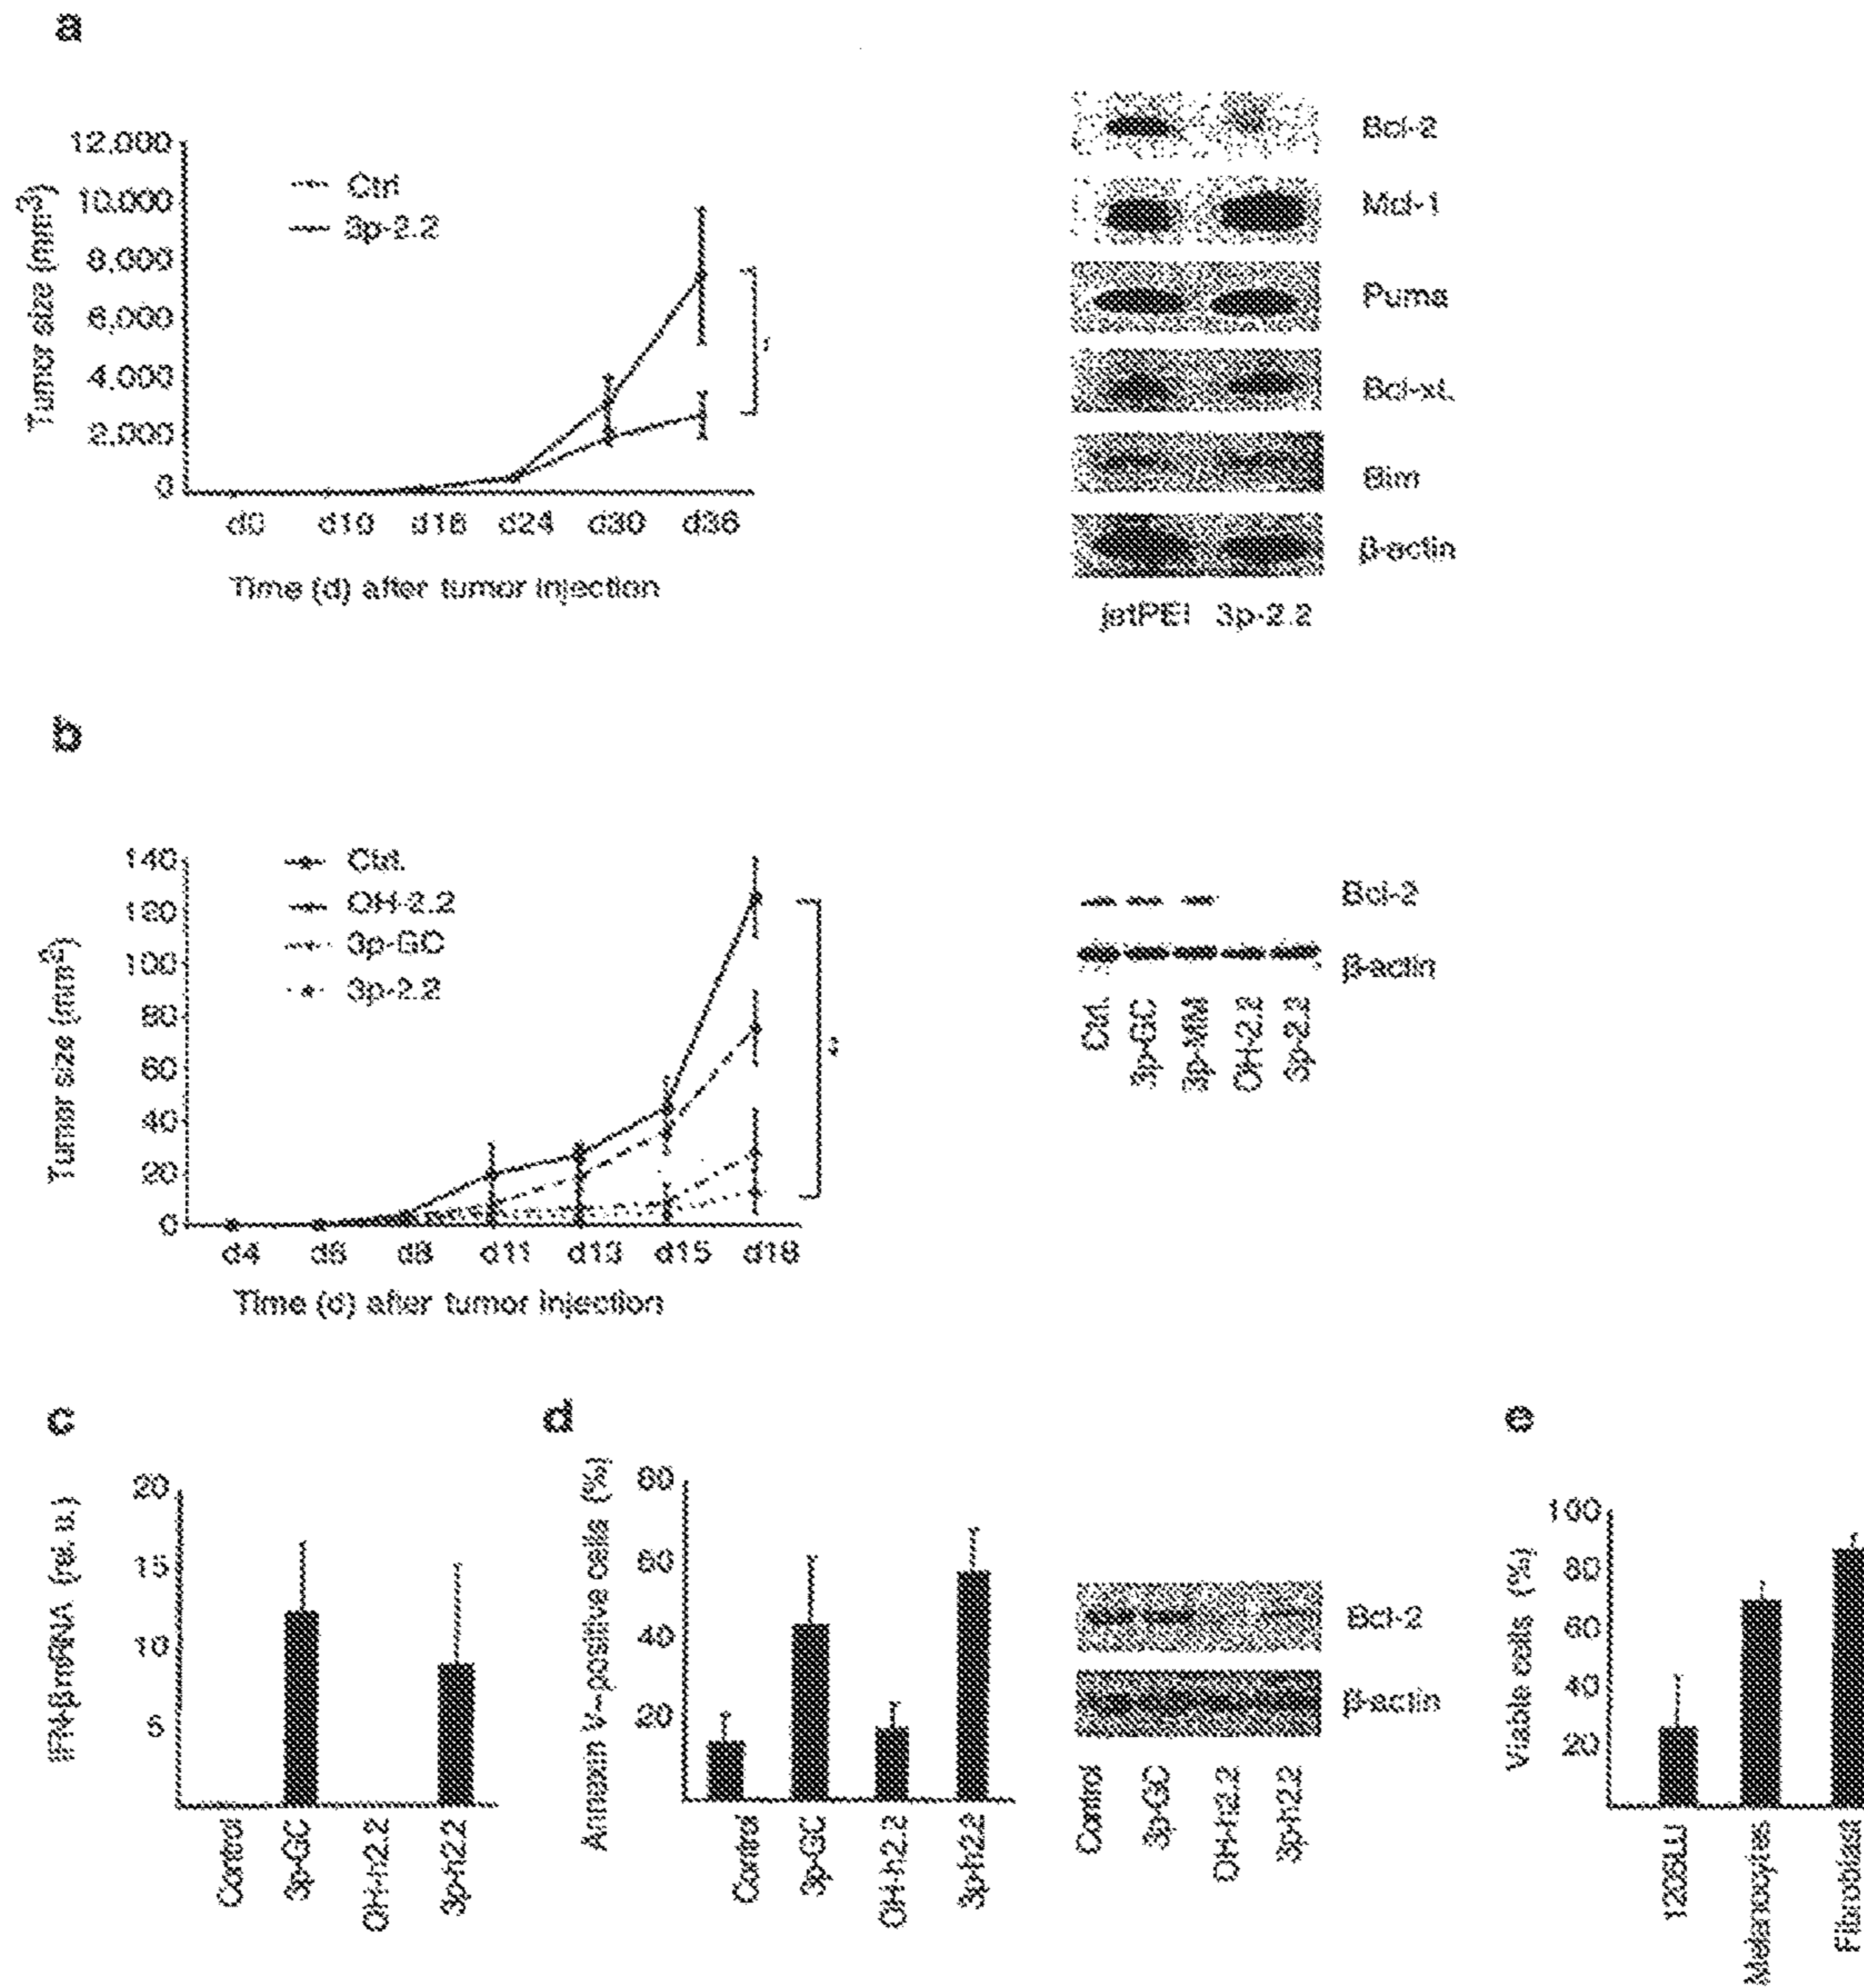 a
12,000
10,000
8,000
6,000
4,000
2,000
0
Tumor size (mm3)
Ctrl
3p-2.2
d0 d10 d18 d24 d30 d36
Time (d) after tumor injection
Bcl-2
Mcl-1
Puma
Bcl-xL
Bim
β-actin
jetPEI 3p-2.2
b
140
120
100
80
60
40
20
0
Tumor size (mm3)
Ctrl.
OH-2.2
3p-GC
3p-2.2
*
d4 d6 d8 d11 d13 d15 d18
Time (d) after tumor injection
Bcl-2
β-actin
Ctrl.
3p-GC
3p-MM
OH-2.2
3p-2.2
c
20
15
10
5
IFN-β mRNA (rel. u.)
Control
3p-GC
OH-h2.2
3p-h2.2
d
80
60
40
20
Annexin V-positive cells (%)
Control
3p-GC
OH-h2.2
3p-h2.2
Bcl-2
β-actin
Control
3p-GC
OH-h2.2
3p-h2.2
e
100
80
60
40
20
Viable cells (%)
1205LU
Melanocytes
Fibroblast